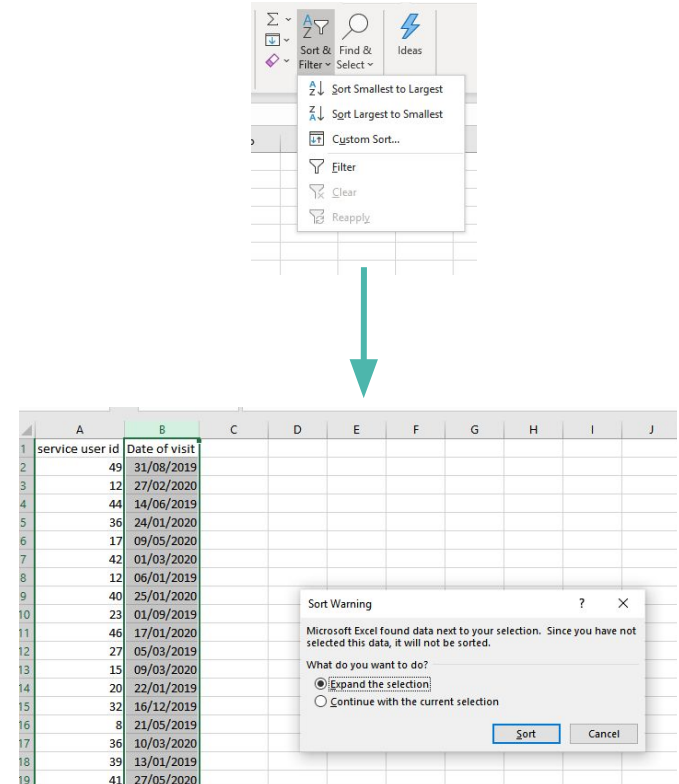 Sort & Find & Ideas
Filter Select
Sort Smallest to Largest
Sort Largest to Smallest
Custom Sort...
Filter
Clear
Reapply
A B C D E F G H I J
1 service user id Date of visit
2 49 31/08/2019
3 12 27/02/2020
4 44 14/06/2019
5 36 24/01/2020
6 17 09/05/2020
7 42 01/03/2020
8 12 06/01/2019
9 40 25/01/2020
10 23 01/09/2019
11 46 17/01/2020
12 27 05/03/2019
13 15 09/03/2020
14 20 22/01/2019
15 32 16/12/2019
16 8 21/05/2019
17 36 10/03/2020
18 39 13/01/2019
19 41 27/05/2020
Sort Warning ? X
Microsoft Excel found data next to your selection. Since you have not
selected this data, it will not be sorted.
What do you want to do?
Expand the selection
Continue with the current selection
Sort Cancel